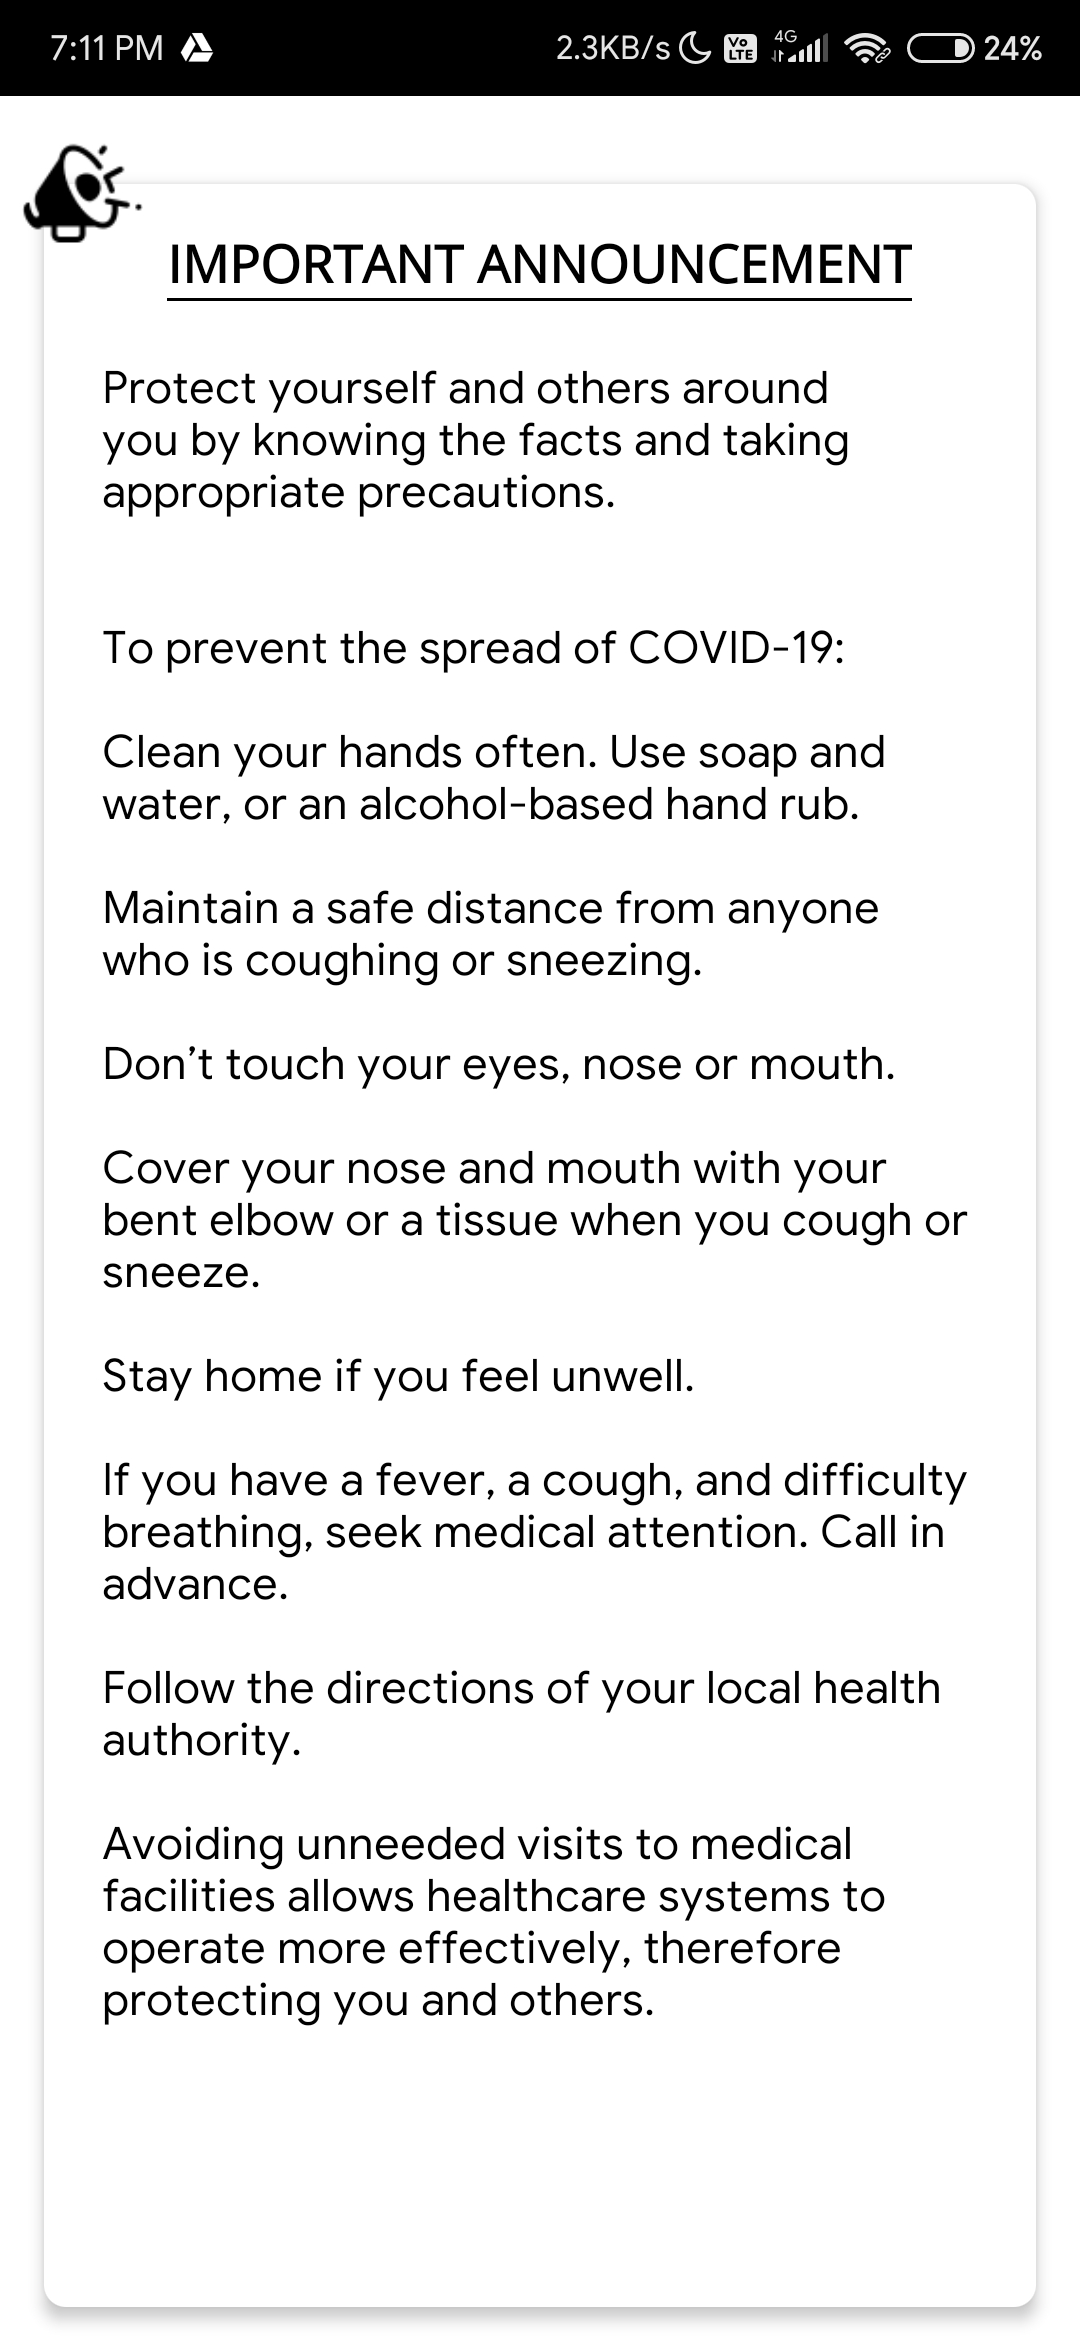 7:11 PM
2.3KB/s Vo LTE 4G 24%
IMPORTANT ANNOUNCEMENT
Protect yourself and others around
you by knowing the facts and taking
appropriate precautions.
To prevent the spread of COVID-19:
Clean your hands often. Use soap and
water, or an alcohol-based hand rub.
Maintain a safe distance from anyone
who is coughing or sneezing.
Don’t touch your eyes, nose or mouth.
Cover your nose and mouth with your
bent elbow or a tissue when you cough or
sneeze.
Stay home if you feel unwell.
If you have a fever, a cough, and difficulty
breathing, seek medical attention. Call in
advance.
Follow the directions of your local health
authority.
Avoiding unneeded visits to medical
facilities allows healthcare systems to
operate more effectively, therefore
protecting you and others.